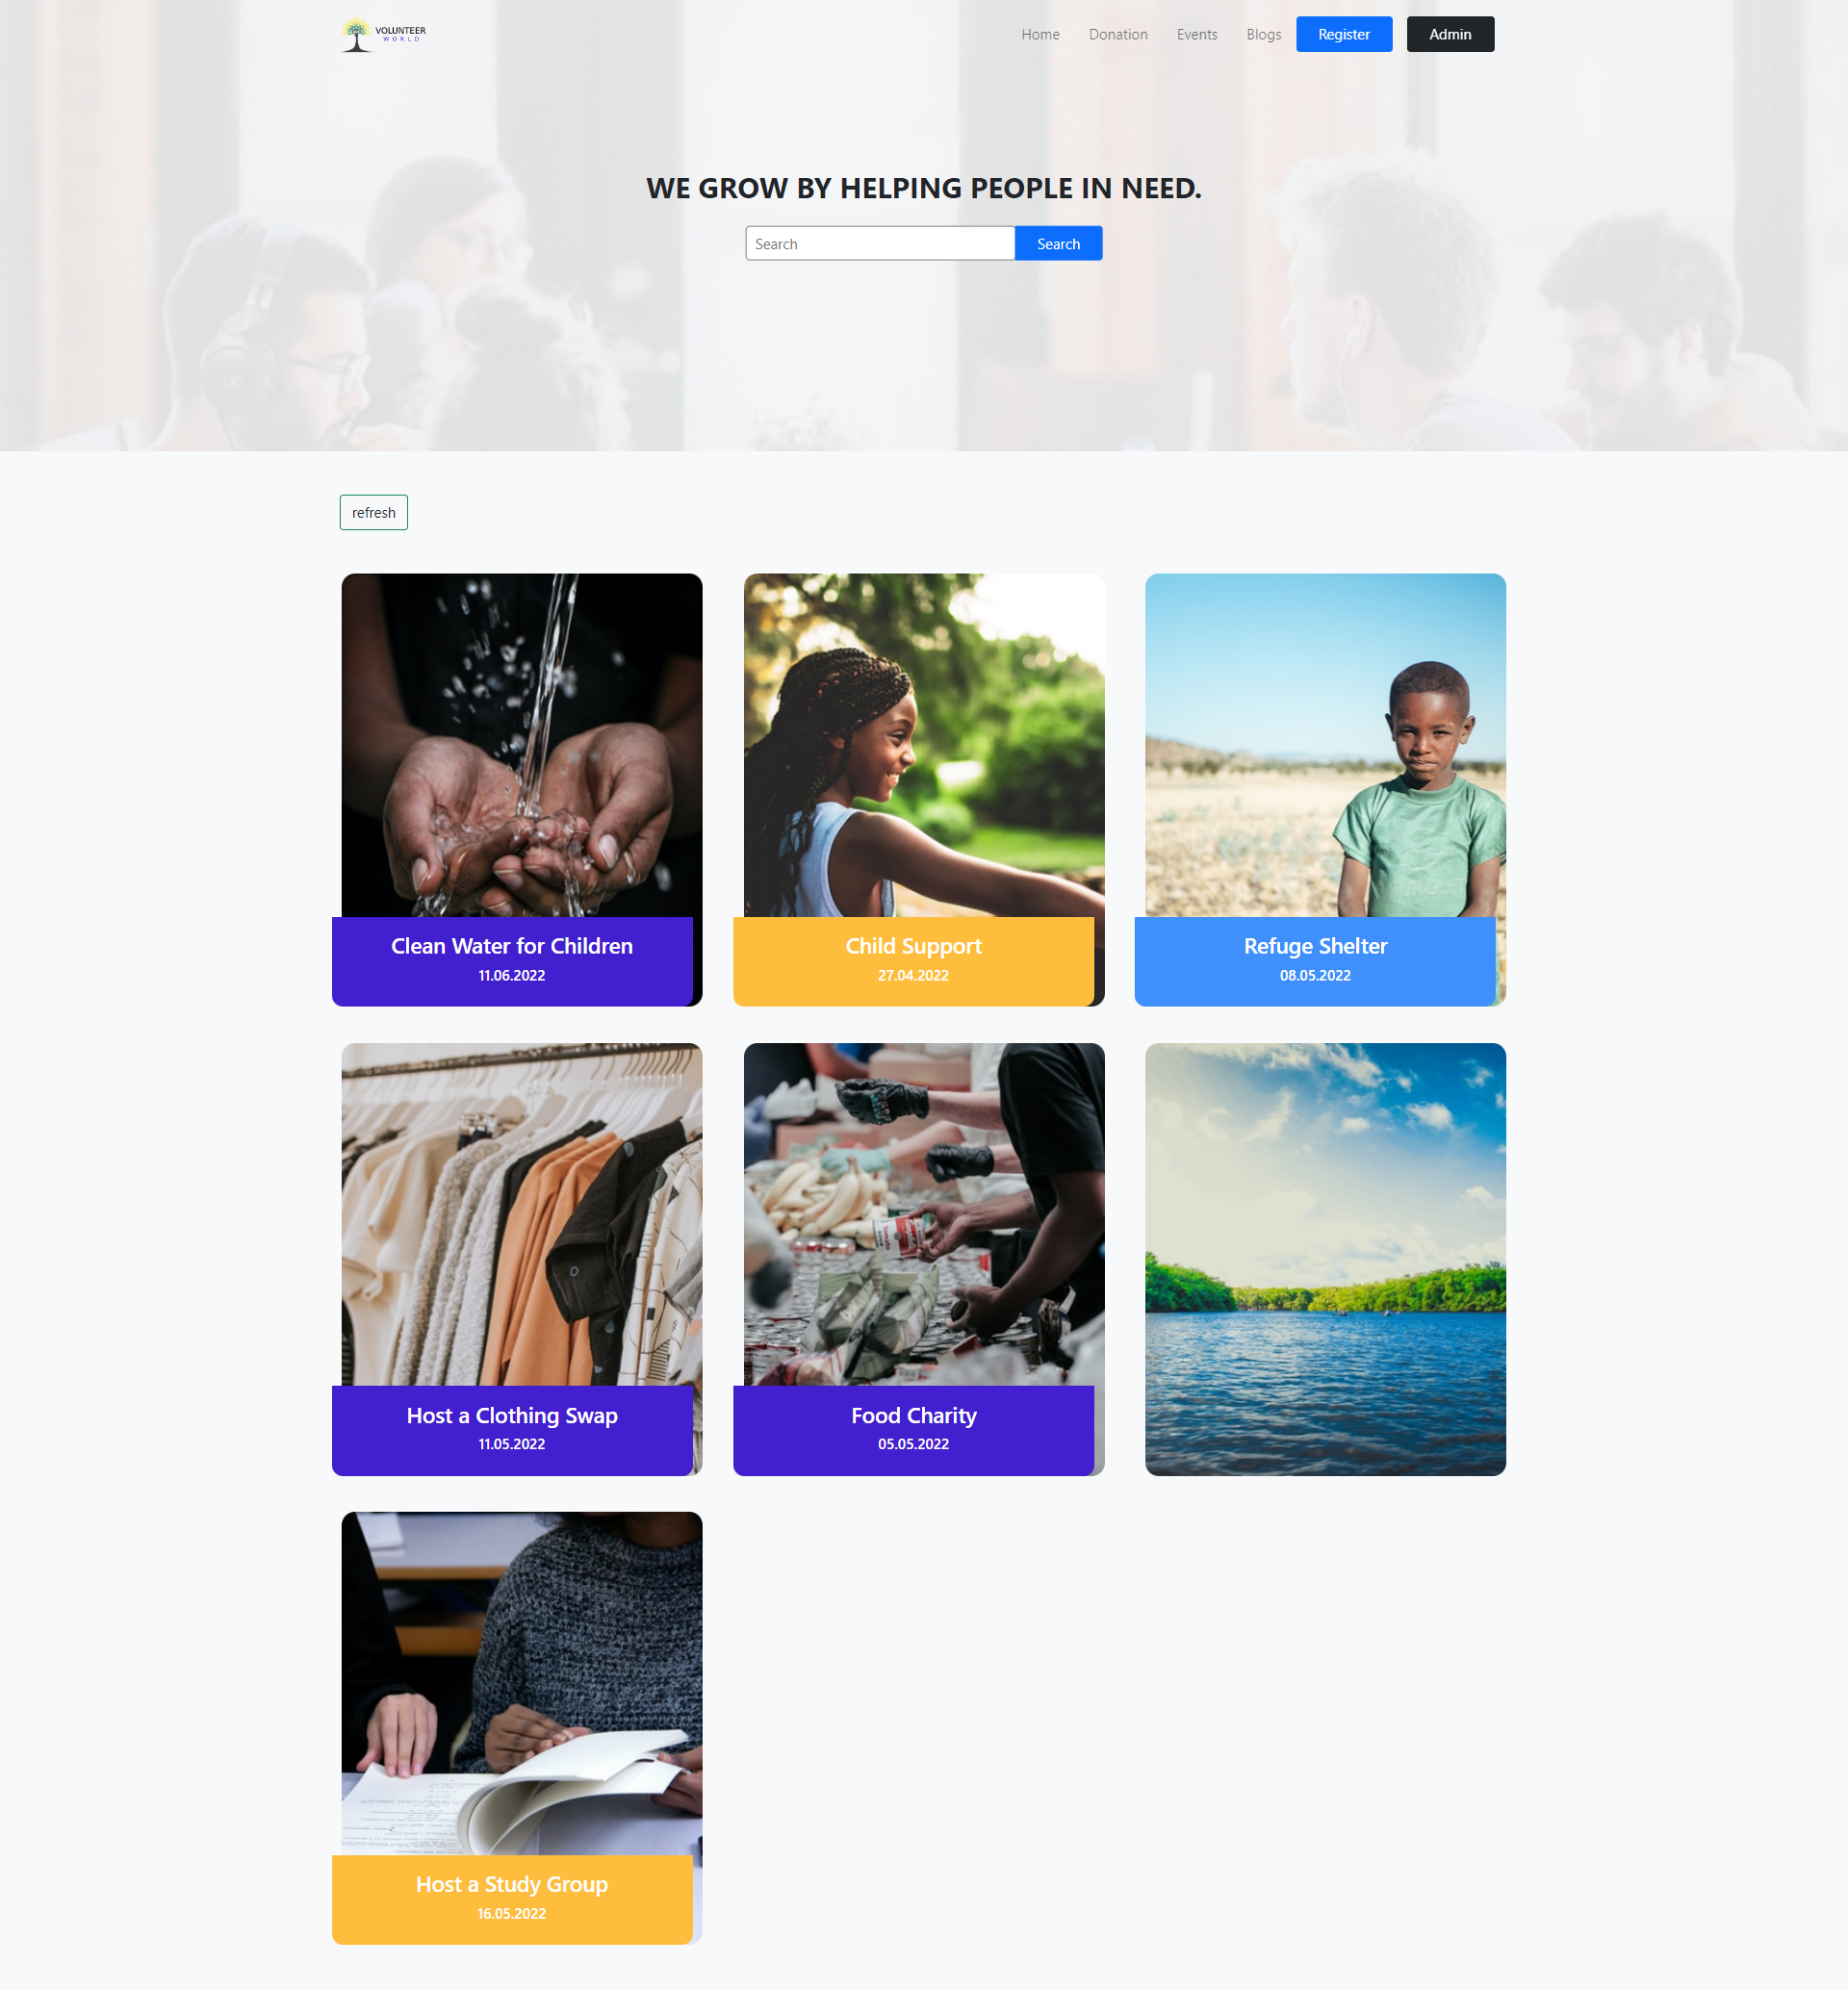 VOLUNTEER
WORLD
Home
Donation
Events
Blogs
Register
Admin
WE GROW BY HELPING PEOPLE IN NEED.
Search
Search
refresh
Clean Water for Children
11.06.2022
Child Support
27.04.2022
Refuge Shelter
08.05.2022
Host a Clothing Swap
11.05.2022
Food Charity
05.05.2022
Host a Study Group
16.05.2022